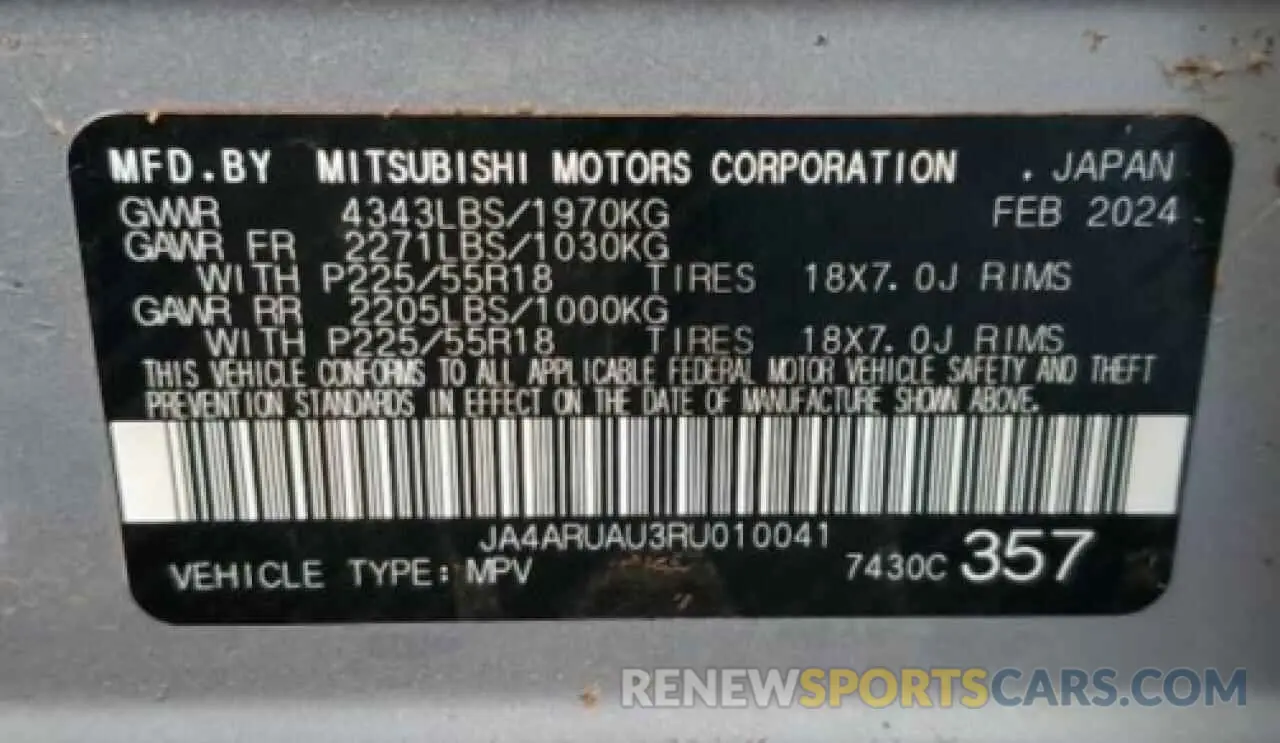 MFD.BY MITSUBISHI MOTORS CORPORATION .JAPAN
GVWR 4343LBS/1970KG FEB 2024
GAWR FR 2271LBS/1030KG
WITH P225/55R18 TIRES 18X7.0J RIMS
GAWR RR 2205LBS/1000KG
WITH P225/55R18 TIRES 18X7.0J RIMS
THIS VEHICLE CONFORMS TO ALL APPLICABLE FEDERAL MOTOR VEHICLE SAFETY AND THEFT
PREVENTION STANDARDS IN EFFECT ON THE DATE OF MANUFACTURE SHOWN ABOVE.
JA4ARUAU3RU010041
VEHICLE TYPE: MPV 7430C 357
RENEWSPORTSCARS.COM